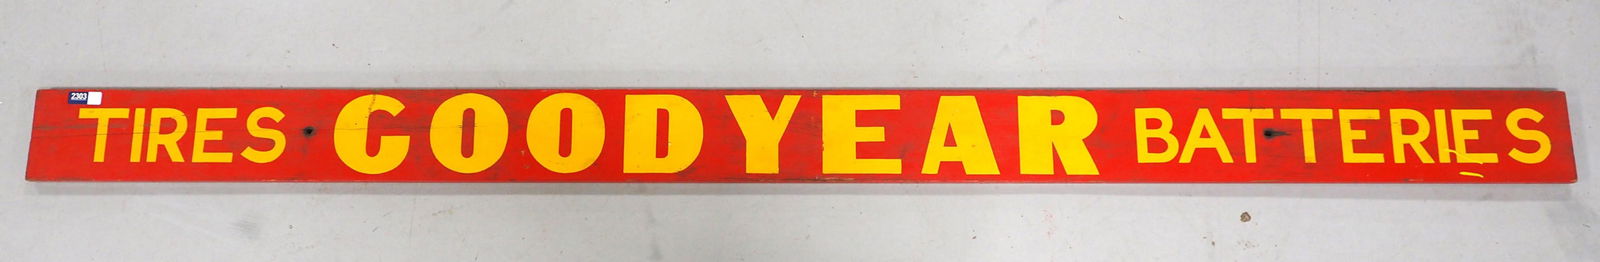 2303
TIRES GOODYEAR BATTERIES